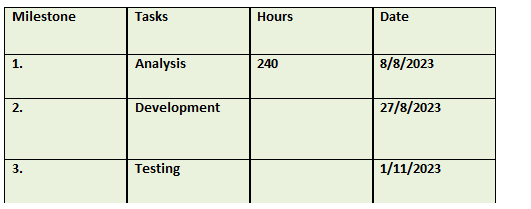 Milestone Tasks Hours Date
1. Analysis 240 8/8/2023
2. Development 27/8/2023
3. Testing 1/11/2023